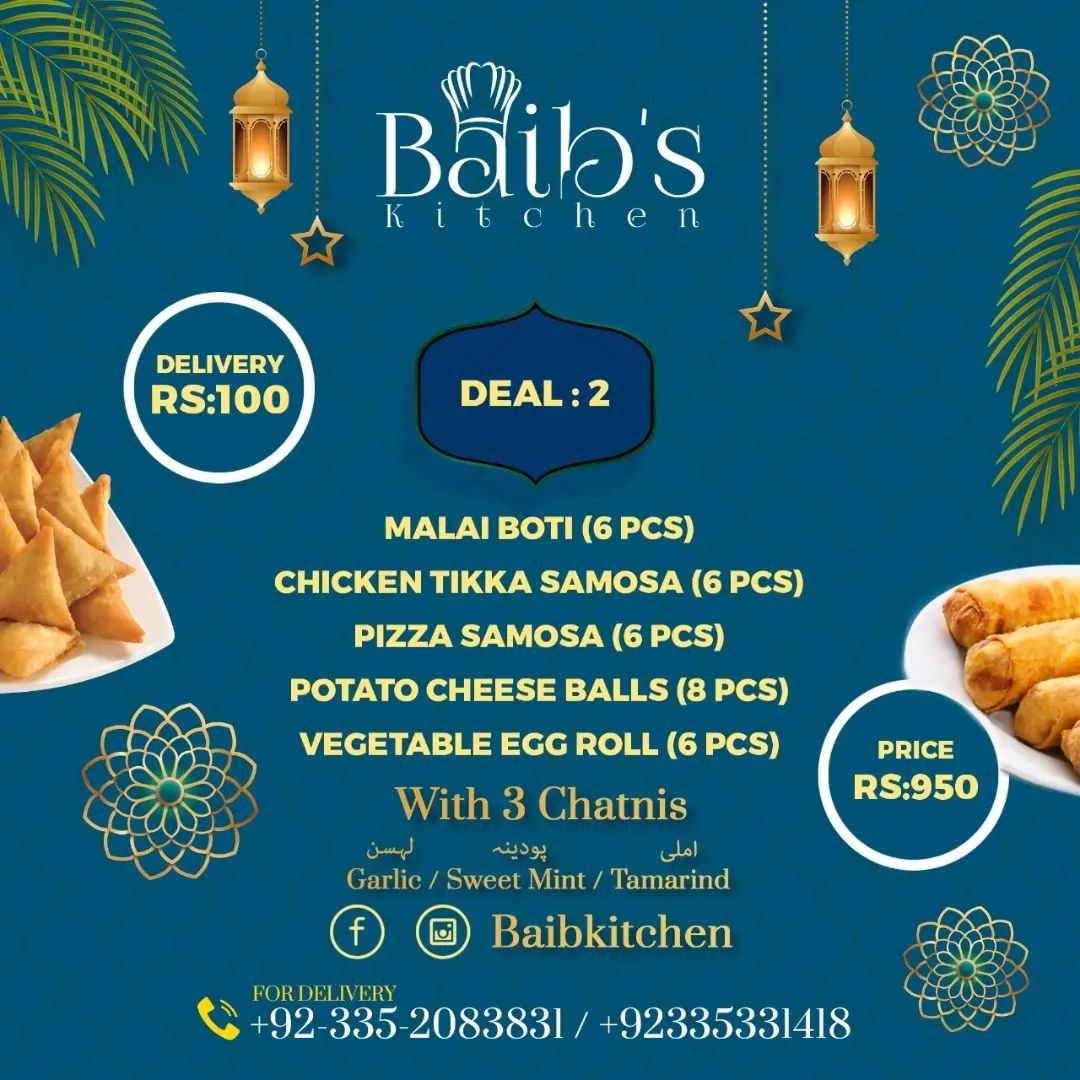 Baib's
Kitchen
DELIVERY
RS:100
DEAL : 2
MALAI BOTI (6 PCS)
CHICKEN TIKKA SAMOSA (6 PCS)
PIZZA SAMOSA (6 PCS)
POTATO CHEESE BALLS (8 PCS)
VEGETABLE EGG ROLL (6 PCS)
PRICE
RS:950
With 3 Chatnis
لہسن پودینہ املی
Garlic / Sweet Mint / Tamarind
Baibkitchen
FOR DELIVERY
+92-335-2083831 / +92335331418